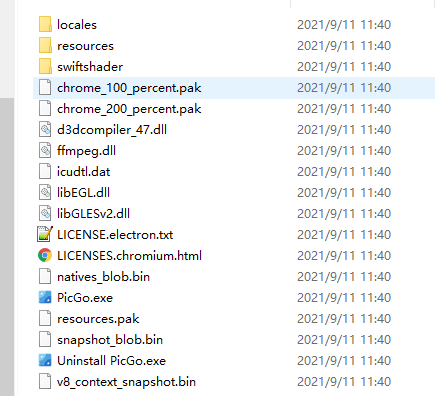 locales 2021/9/11 11:40
resources 2021/9/11 11:40
swiftshader 2021/9/11 11:40
chrome_100_percent.pak 2021/9/11 11:40
chrome_200_percent.pak 2021/9/11 11:40
d3dcompiler_47.dll 2021/9/11 11:40
ffmpeg.dll 2021/9/11 11:40
icudtl.dat 2021/9/11 11:40
libEGL.dll 2021/9/11 11:40
libGLESv2.dll 2021/9/11 11:40
LICENSE.electron.txt 2021/9/11 11:40
LICENSES.chromium.html 2021/9/11 11:40
natives_blob.bin 2021/9/11 11:40
PicGo.exe 2021/9/11 11:40
resources.pak 2021/9/11 11:40
snapshot_blob.bin 2021/9/11 11:40
Uninstall PicGo.exe 2021/9/11 11:40
v8_context_snapshot.bin 2021/9/11 11:40